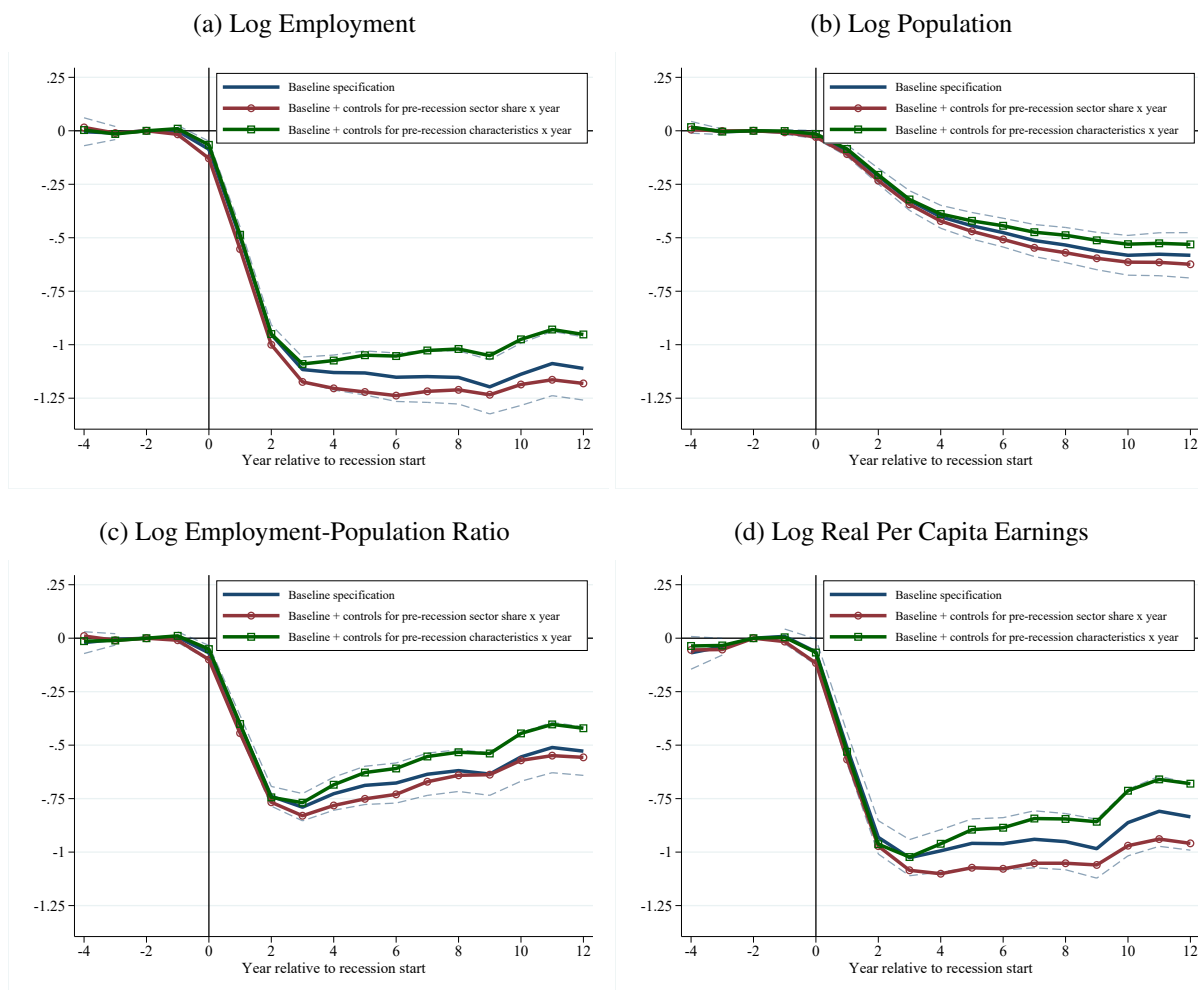 (a) Log Employment
.25
0
-.25
-.5
-.75
-1
-1.25
-4 -2 0 2 4 6 8 10 12
Year relative to recession start
Baseline specification
Baseline + controls for pre-recession sector share x year
Baseline + controls for pre-recession characteristics x year
(b) Log Population
.25
0
-.25
-.5
-.75
-1
-1.25
-4 -2 0 2 4 6 8 10 12
Year relative to recession start
Baseline specification
Baseline + controls for pre-recession sector share x year
Baseline + controls for pre-recession characteristics x year
(c) Log Employment-Population Ratio
.25
0
-.25
-.5
-.75
-1
-1.25
-4 -2 0 2 4 6 8 10 12
Year relative to recession start
Baseline specification
Baseline + controls for pre-recession sector share x year
Baseline + controls for pre-recession characteristics x year
(d) Log Real Per Capita Earnings
.25
0
-.25
-.5
-.75
-1
-1.25
-4 -2 0 2 4 6 8 10 12
Year relative to recession start
Baseline specification
Baseline + controls for pre-recession sector share x year
Baseline + controls for pre-recession characteristics x year